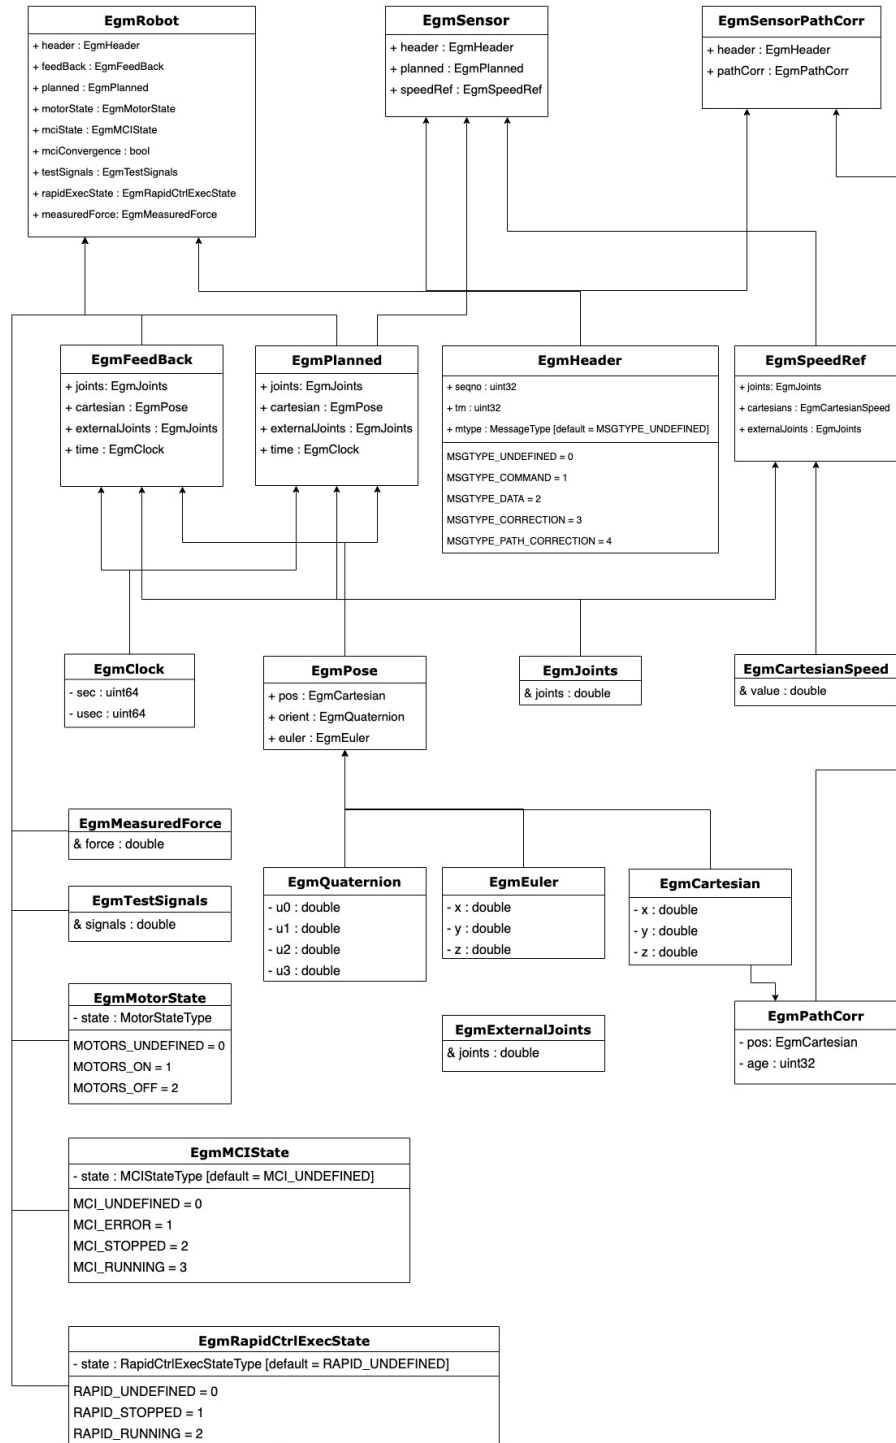 EgmRobot
+ header : EgmHeader
+ feedBack : EgmFeedBack
+ planned : EgmPlanned
+ motorState : EgmMotorState
+ mciState : EgmMCIState
+ mciConvergence : bool
+ testSignals : EgmTestSignals
+ rapidExecState : EgmRapidCtrlExecState
+ measuredForce: EgmMeasuredForce
EgmSensor
+ header : EgmHeader
+ planned : EgmPlanned
+ speedRef : EgmSpeedRef
EgmSensorPathCorr
+ header : EgmHeader
+ pathCorr : EgmPathCorr
EgmFeedBack
+ joints: EgmJoints
+ cartesian : EgmPose
+ externalJoints : EgmJoints
+ time : EgmClock
EgmPlanned
+ joints: EgmJoints
+ cartesian : EgmPose
+ externalJoints : EgmJoints
+ time : EgmClock
EgmHeader
+ seqno : uint32
+ tm : uint32
+ mtype : MessageType [default = MSGTYPE_UNDEFINED]
MSGTYPE_UNDEFINED = 0
MSGTYPE_COMMAND = 1
MSGTYPE_DATA = 2
MSGTYPE_CORRECTION = 3
MSGTYPE_PATH_CORRECTION = 4
EgmSpeedRef
+ joints: EgmJoints
+ cartesians : EgmCartesianSpeed
+ externalJoints : EgmJoints
EgmClock
- sec : uint64
- usec : uint64
EgmPose
+ pos : EgmCartesian
+ orient : EgmQuaternion
+ euler : EgmEuler
EgmJoints
& joints : double
EgmCartesianSpeed
& value : double
EgmMeasuredForce
& force : double
EgmTestSignals
& signals : double
EgmQuaternion
- u0 : double
- u1 : double
- u2 : double
- u3 : double
EgmEuler
- x : double
- y : double
- z : double
EgmCartesian
- x : double
- y : double
- z : double
EgmMotorState
- state : MotorStateType
MOTORS_UNDEFINED = 0
MOTORS_ON = 1
MOTORS_OFF = 2
EgmExternalJoints
& joints : double
EgmPathCorr
- pos: EgmCartesian
- age : uint32
EgmMCIState
- state : MCIStateType [default = MCI_UNDEFINED]
MCI_UNDEFINED = 0
MCI_ERROR = 1
MCI_STOPPED = 2
MCI_RUNNING = 3
EgmRapidCtrlExecState
- state : RapidCtrlExecStateType [default = RAPID_UNDEFINED]
RAPID_UNDEFINED = 0
RAPID_STOPPED = 1
RAPID_RUNNING = 2